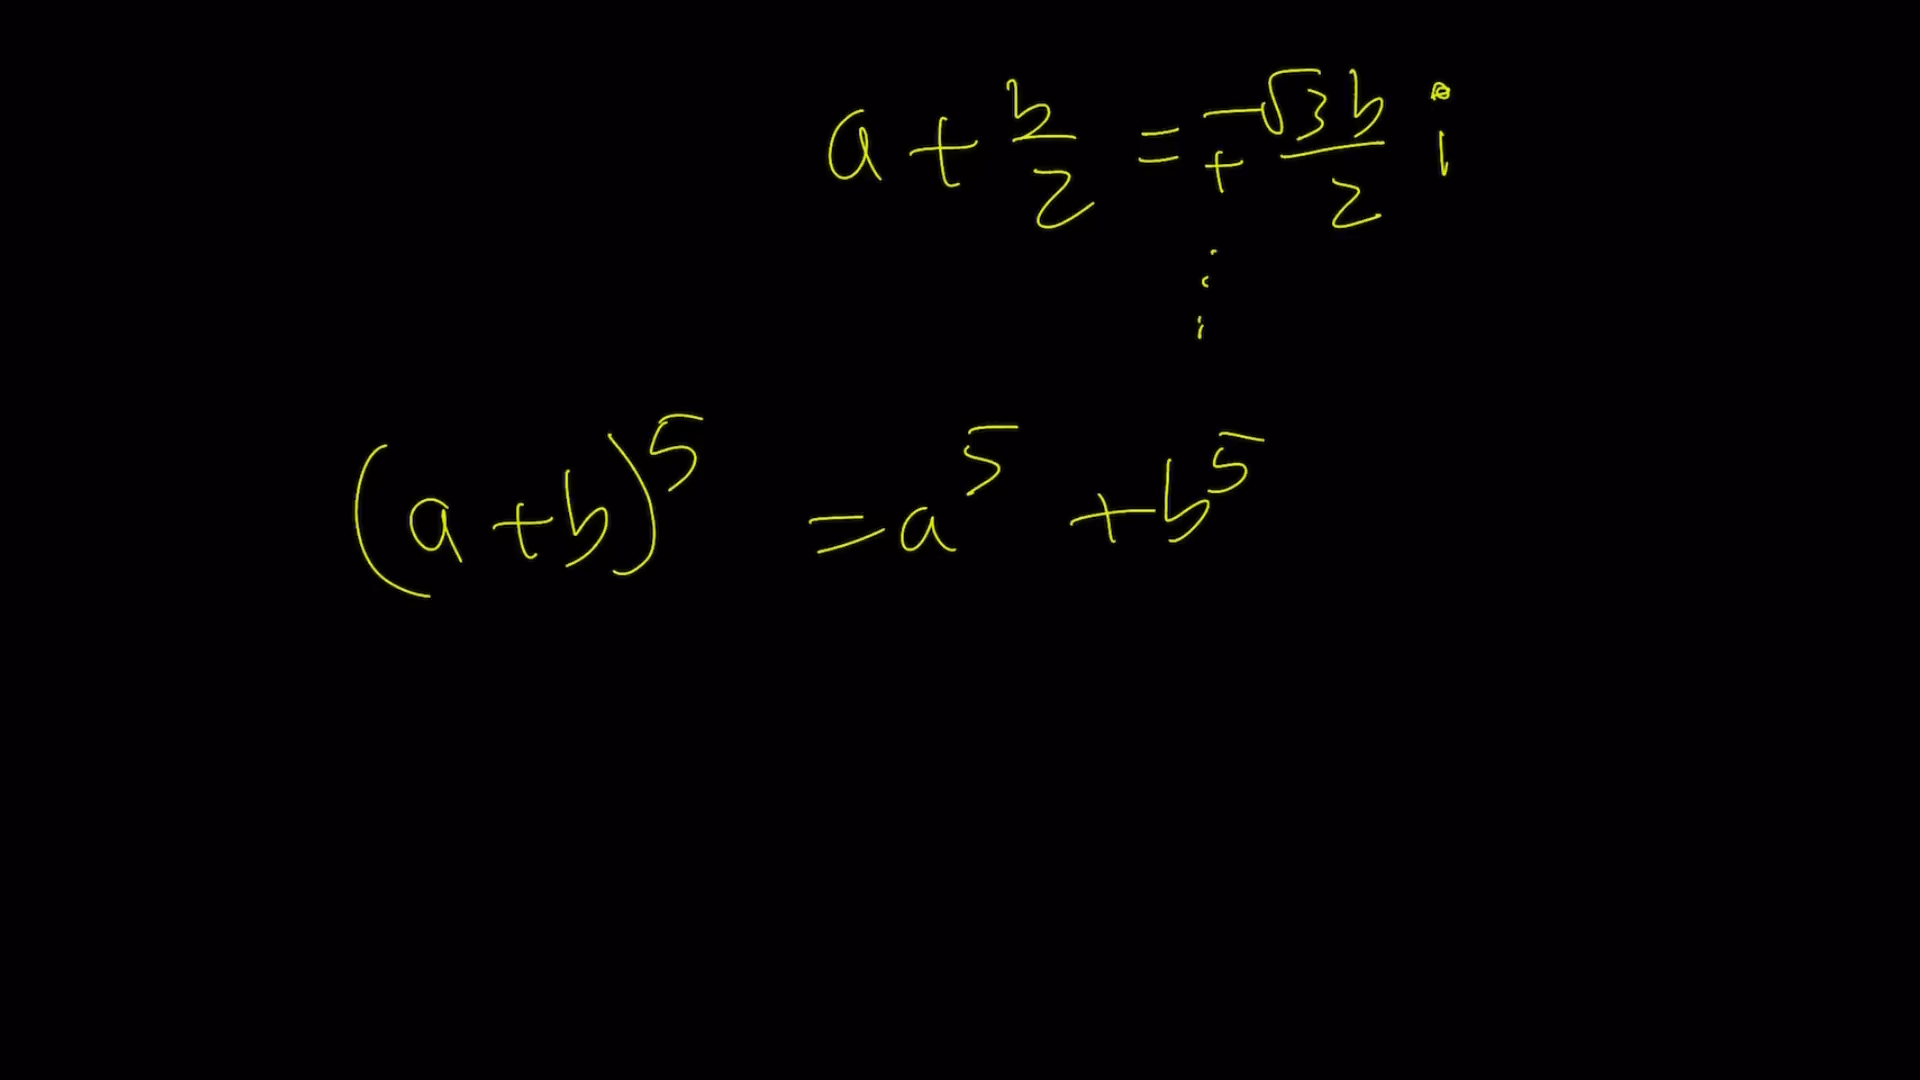 a + b/2 = ∓ √3b/2 i
⋮
(a+b)^5 = a^5 + b^5